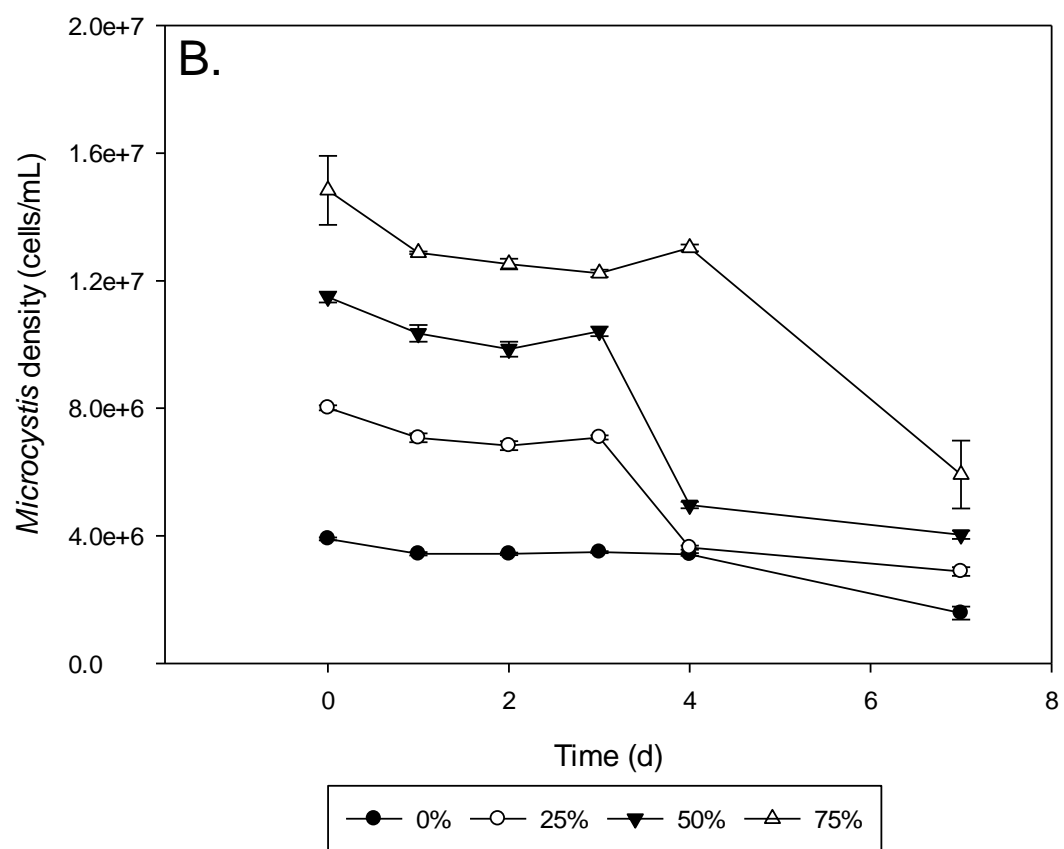 B.
2.0e+7
1.6e+7
1.2e+7
8.0e+6
4.0e+6
0.0
Microcystis density (cells/mL)
0 2 4 6 8
Time (d)
0% 25% 50% 75%